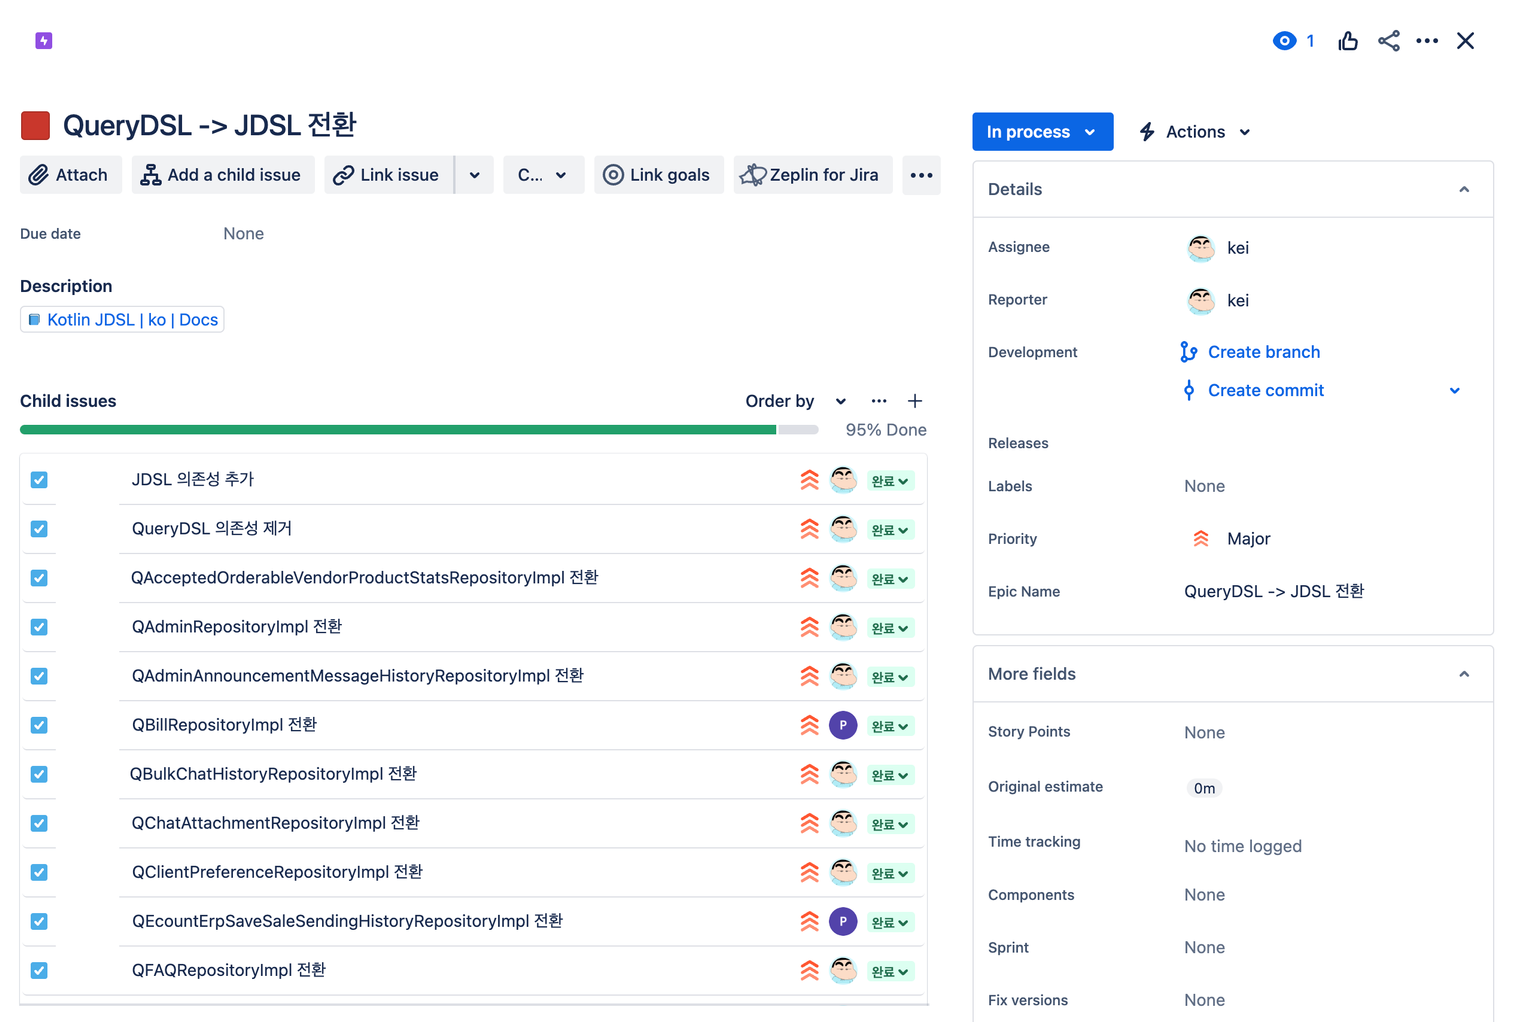 1
QueryDSL -> JDSL 전환
Attach
Add a child issue
Link issue
C...
Link goals
Zeplin for Jira
Due date None
Description
Kotlin JDSL | ko | Docs
Child issues
Order by
95% Done
JDSL 의존성 추가 완료
QueryDSL 의존성 제거 완료
QAcceptedOrderableVendorProductStatsRepositoryImpl 전환 완료
QAdminRepositoryImpl 전환 완료
QAdminAnnouncementMessageHistoryRepositoryImpl 전환 완료
QBillRepositoryImpl 전환 P 완료
QBulkChatHistoryRepositoryImpl 전환 완료
QChatAttachmentRepositoryImpl 전환 완료
QClientPreferenceRepositoryImpl 전환 완료
QEcountErpSaveSaleSendingHistoryRepositoryImpl 전환 P 완료
QFAQRepositoryImpl 전환 완료
In process
Actions
Details
Assignee kei
Reporter kei
Development Create branch
Create commit
Releases
Labels None
Priority Major
Epic Name QueryDSL -> JDSL 전환
More fields
Story Points None
Original estimate 0m
Time tracking No time logged
Components None
Sprint None
Fix versions None